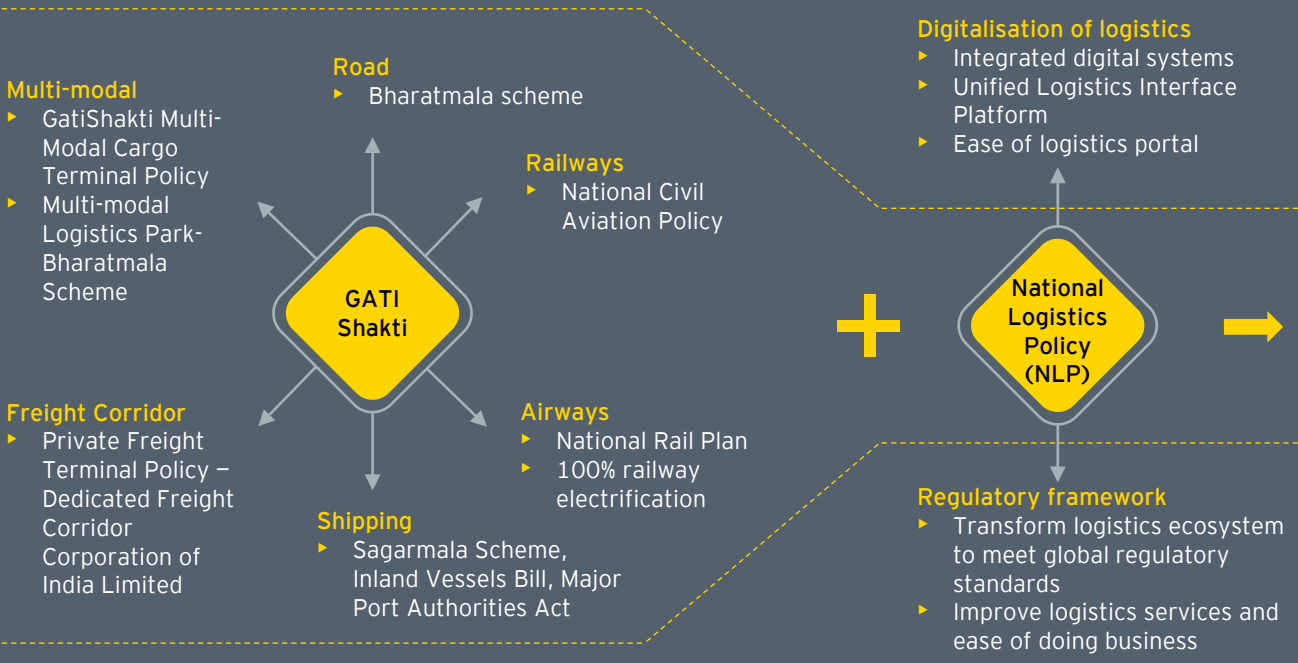 Multi-modal
▸ GatiShakti Multi-
Modal Cargo
Terminal Policy
▸ Multi-modal
Logistics Park-
Bharatmala
Scheme
Road
▸ Bharatmala scheme
Railways
▸ National Civil
Aviation Policy
GATI
Shakti
Freight Corridor
▸ Private Freight
Terminal Policy –
Dedicated Freight
Corridor
Corporation of
India Limited
Shipping
▸ Sagarmala Scheme,
Inland Vessels Bill, Major
Port Authorities Act
Airways
▸ National Rail Plan
▸ 100% railway
electrification
+
Digitalisation of logistics
▸ Integrated digital systems
▸ Unified Logistics Interface
Platform
▸ Ease of logistics portal
National
Logistics
Policy
(NLP)
Regulatory framework
▸ Transform logistics ecosystem
to meet global regulatory
standards
▸ Improve logistics services and
ease of doing business